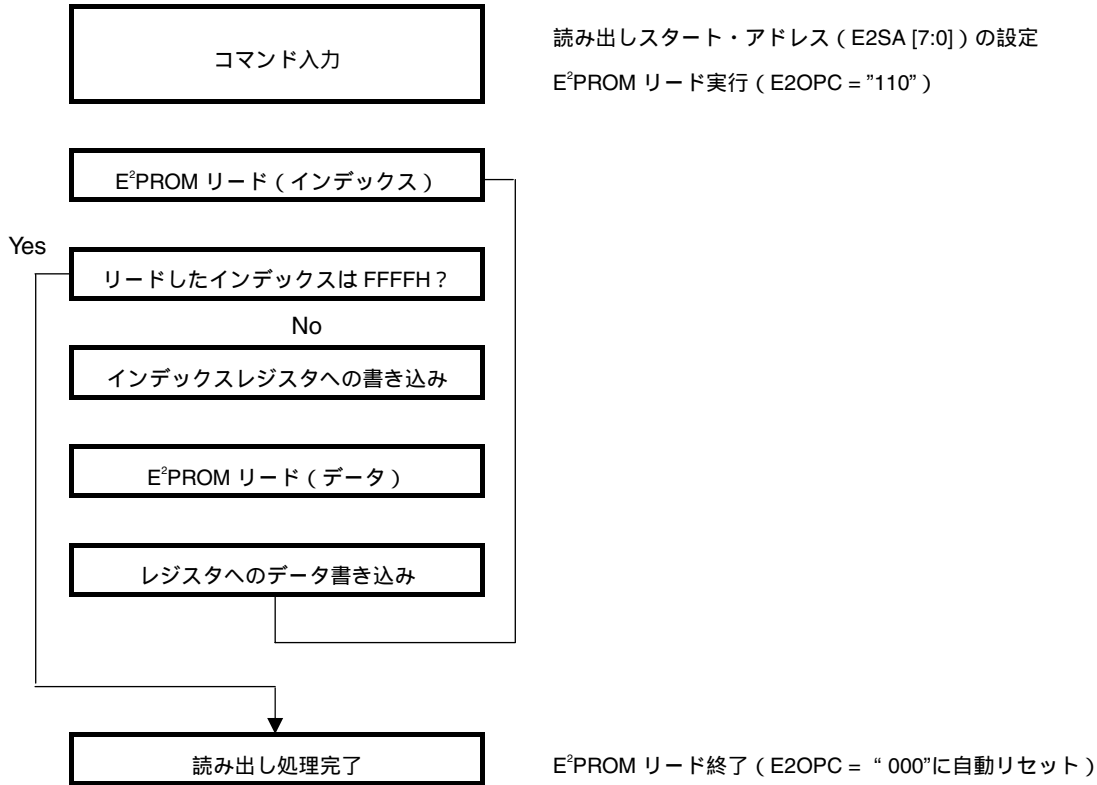 コマンド入力
読み出しスタート・アドレス(E2SA [7:0])の設定
E²PROM リード実行(E2OPC = ”110”)
E²PROM リード(インデックス)
Yes
リードしたインデックスは FFFFH?
No
インデックスレジスタへの書き込み
E²PROM リード(データ)
レジスタへのデータ書き込み
読み出し処理完了
E²PROM リード終了(E2OPC = “ 000”に自動リセット)